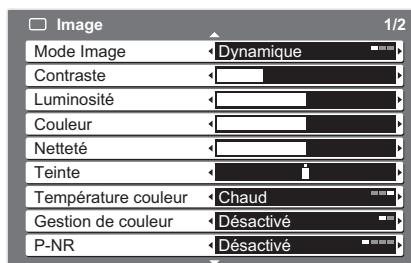 Image 1/2
Mode Image Dynamique
Contraste
Luminosité
Couleur
Netteté
Teinte
Température couleur Chaud
Gestion de couleur Désactivé
P-NR Désactivé